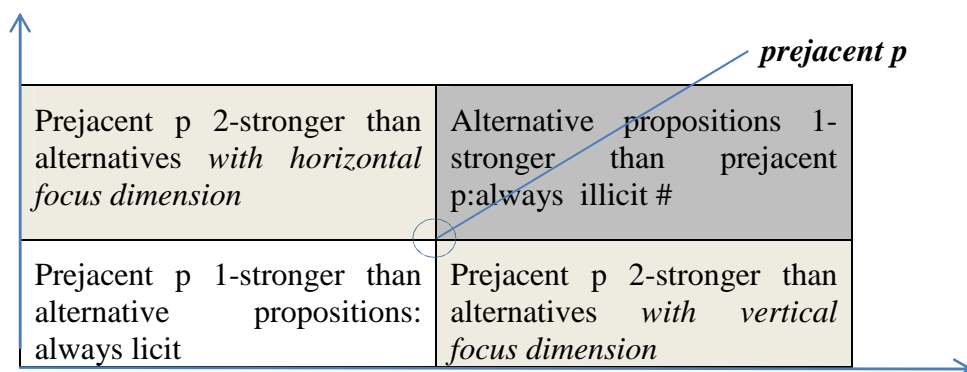 prejacent p
Prejacent p 2-stronger than
alternatives with horizontal
focus dimension
Alternative propositions 1-
stronger than prejacent
p:always illicit #
Prejacent p 1-stronger than
alternative propositions:
always licit
Prejacent p 2-stronger than
alternatives with vertical
focus dimension